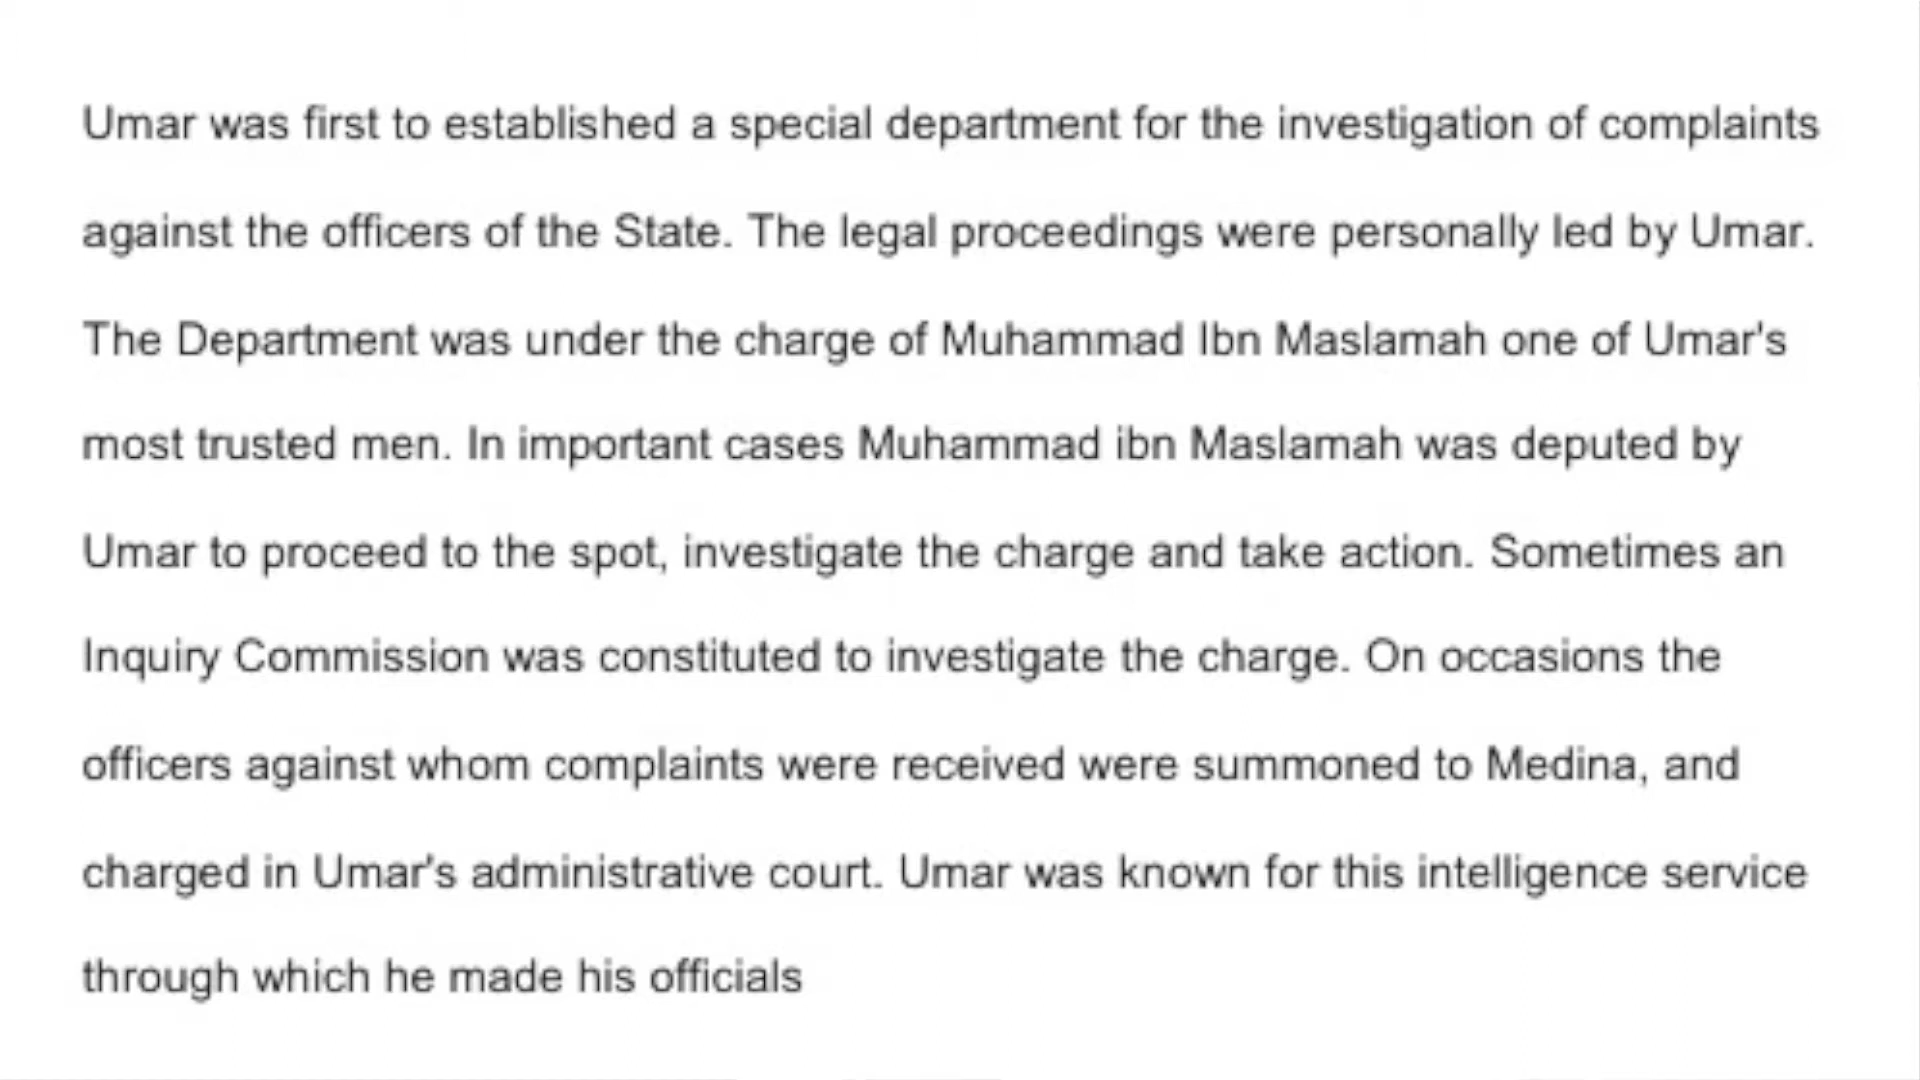 Umar was first to established a special department for the investigation of complaints
against the officers of the State. The legal proceedings were personally led by Umar.
The Department was under the charge of Muhammad Ibn Maslamah one of Umar's
most trusted men. In important cases Muhammad ibn Maslamah was deputed by
Umar to proceed to the spot, investigate the charge and take action. Sometimes an
Inquiry Commission was constituted to investigate the charge. On occasions the
officers against whom complaints were received were summoned to Medina, and
charged in Umar's administrative court. Umar was known for this intelligence service
through which he made his officials